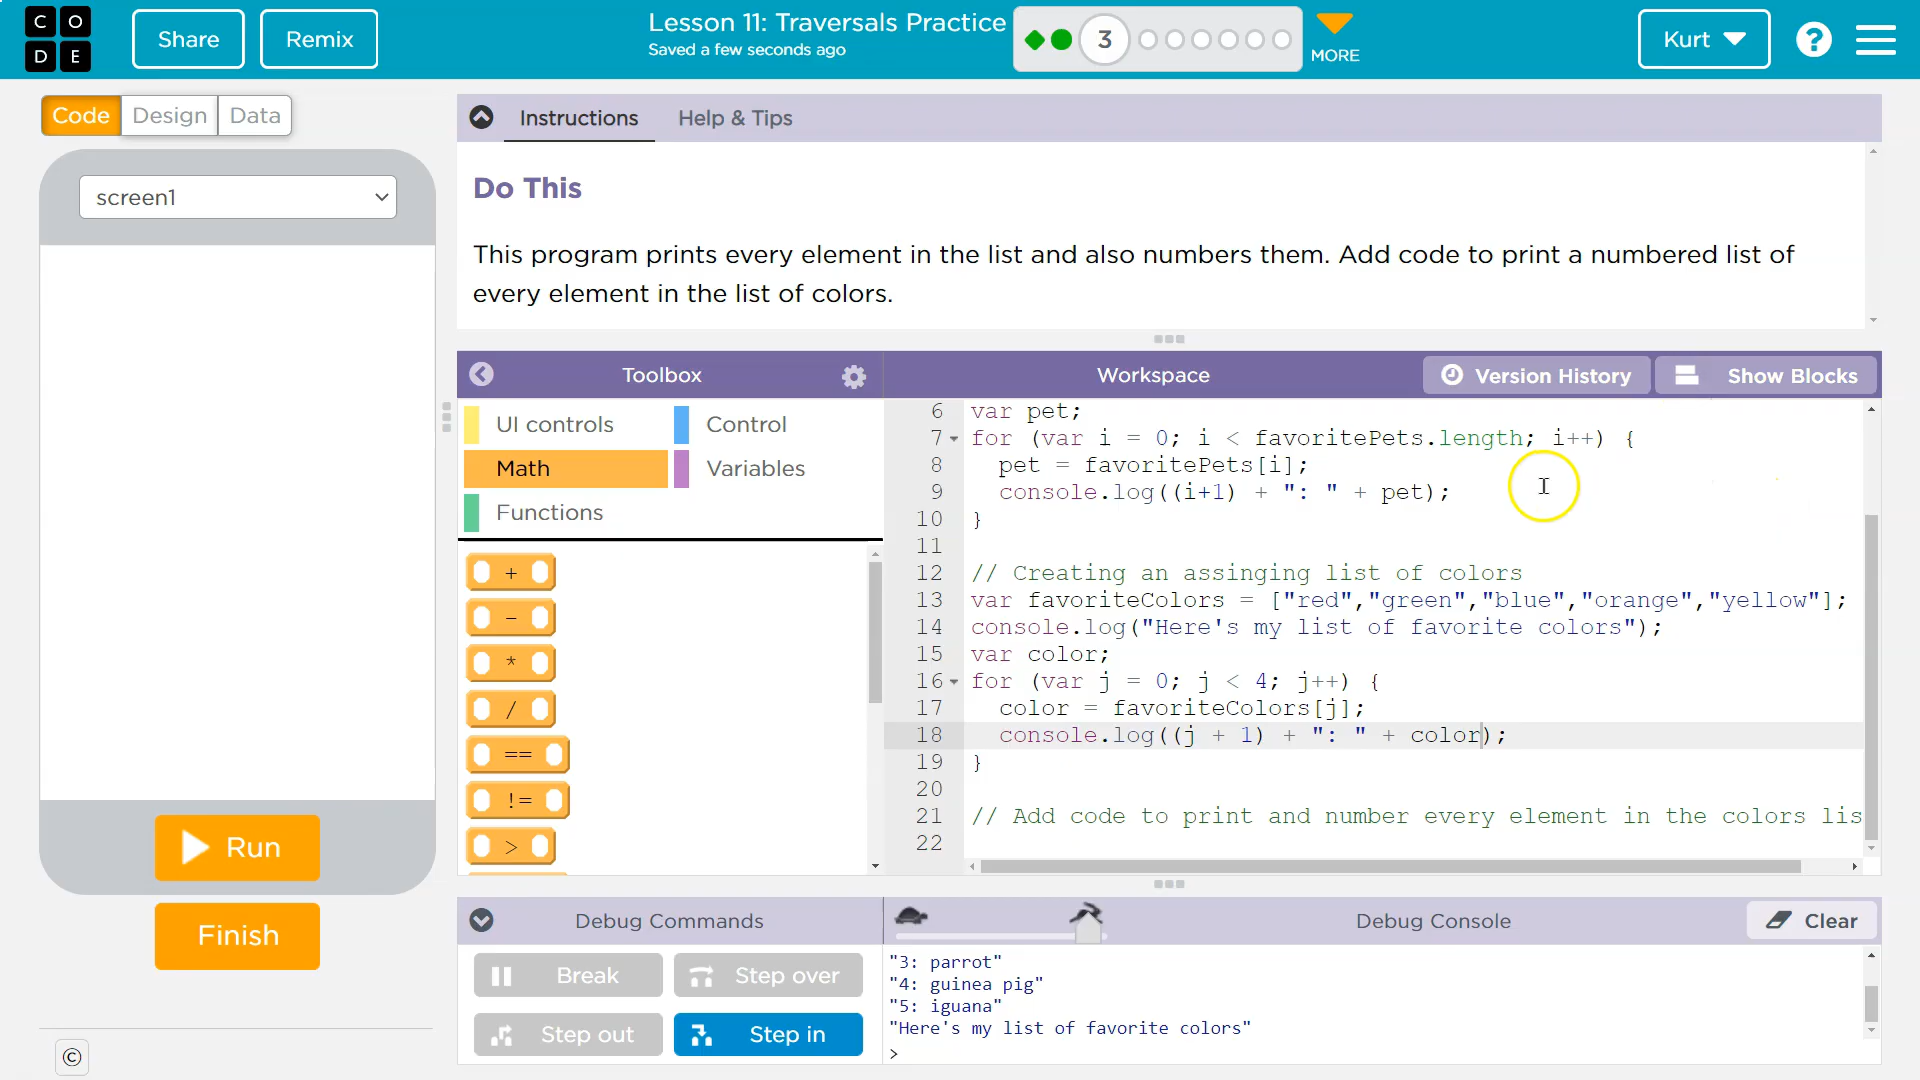 C O
D E
Share
Remix
Lesson 11: Traversals Practice
Saved a few seconds ago
3
MORE
Kurt
?
Code
Design
Data
screen1
Instructions
Help & Tips
Do This
This program prints every element in the list and also numbers them. Add code to print a numbered list of
every element in the list of colors.
Toolbox
Workspace
Version History
Show Blocks
UI controls
Control
Math
Variables
Functions
+
-
*
/
==
!=
>
6 var pet;
7 for (var i = 0; i < favoritePets.length; i++) {
8 pet = favoritePets[i];
9 console.log((i+1) + ": " + pet);
10 }
11
12 // Creating an assinging list of colors
13 var favoriteColors = ["red","green","blue","orange","yellow"];
14 console.log("Here's my list of favorite colors");
15 var color;
16 for (var j = 0; j < 4; j++) {
17 color = favoriteColors[j];
18 console.log((j + 1) + ": " + color);
19 }
20
21 // Add code to print and number every element in the colors lis
22
Run
Finish
Debug Commands
Debug Console
Clear
Break
Step over
Step out
Step in
"3: parrot"
"4: guinea pig"
"5: iguana"
"Here's my list of favorite colors"
>
©